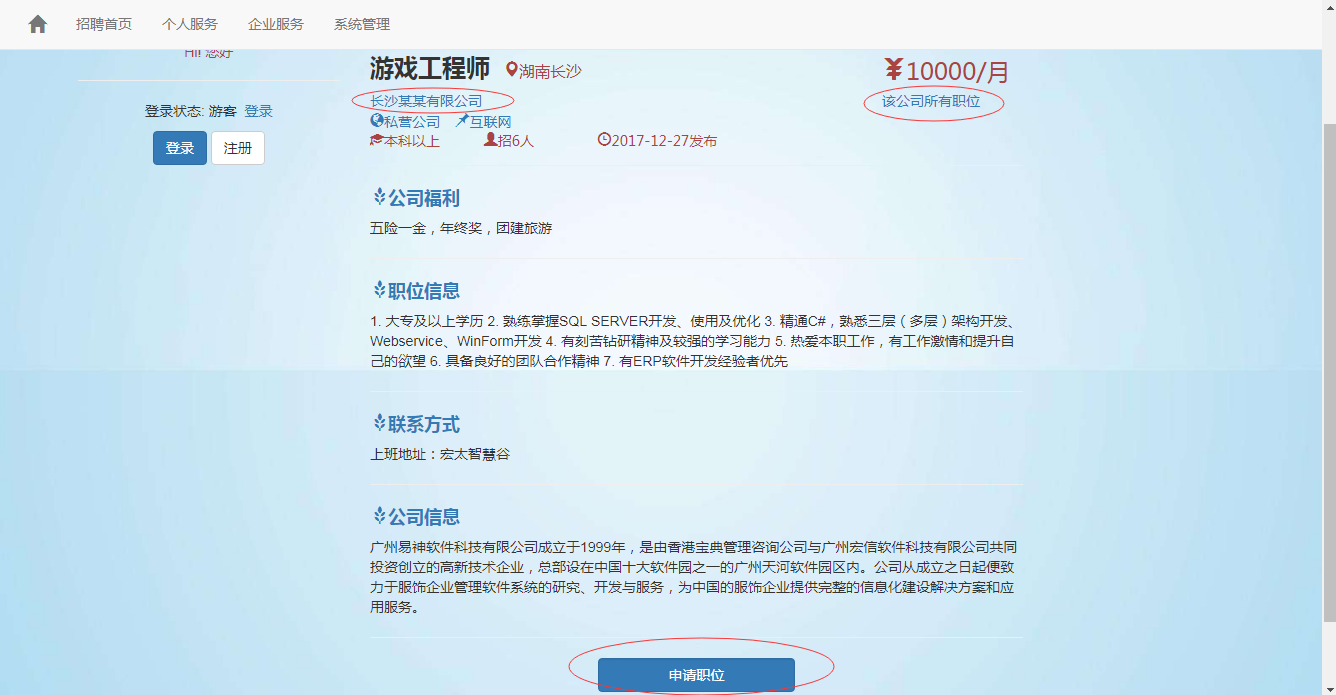 招聘首页 个人服务 企业服务 系统管理
Hi! 您好
登录状态: 游客 登录
登录 注册
游戏工程师 湖南长沙 ¥10000/月
长沙某某有限公司 该公司所有职位
私营公司 互联网
本科以上 招6人 2017-12-27发布
公司福利
五险一金，年终奖，团建旅游
职位信息
1. 大专及以上学历 2. 熟练掌握SQL SERVER开发、使用及优化 3. 精通C#，熟悉三层（多层）架构开发、
Webservice、WinForm开发 4. 有刻苦钻研精神及较强的学习能力 5. 热爱本职工作，有工作激情和提升自
己的欲望 6. 具备良好的团队合作精神 7. 有ERP软件开发经验者优先
联系方式
上班地址：宏太智慧谷
公司信息
广州易神软件科技有限公司成立于1999年，是由香港宝典管理咨询公司与广州宏信软件科技有限公司共同
投资创立的高新技术企业，总部设在中国十大软件园之一的广州天河软件园区内。公司从成立之日起便致
力于服饰企业管理软件系统的研究、开发与服务，为中国的服饰企业提供完整的信息化建设解决方案和应
用服务。
申请职位